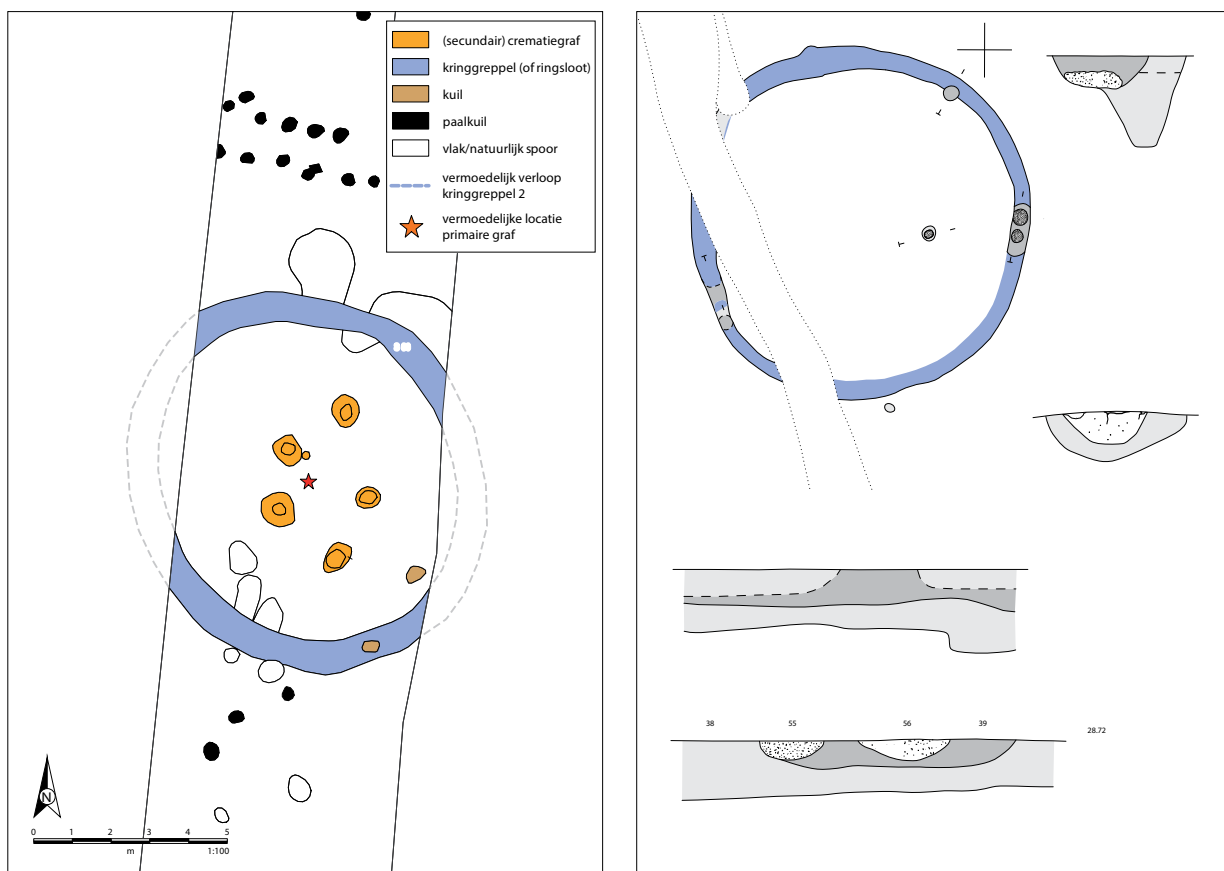 (secundair) crematiegraf
kringgreppel (of ringsloot)
kuil
paalkuil
vlak/natuurlijk spoor
vermoedelijk verloop
kringgreppel 2
vermoedelijke locatie
primaire graf
N
0 1 2 3 4 5
m 1:100
38 55 56 39
28.72